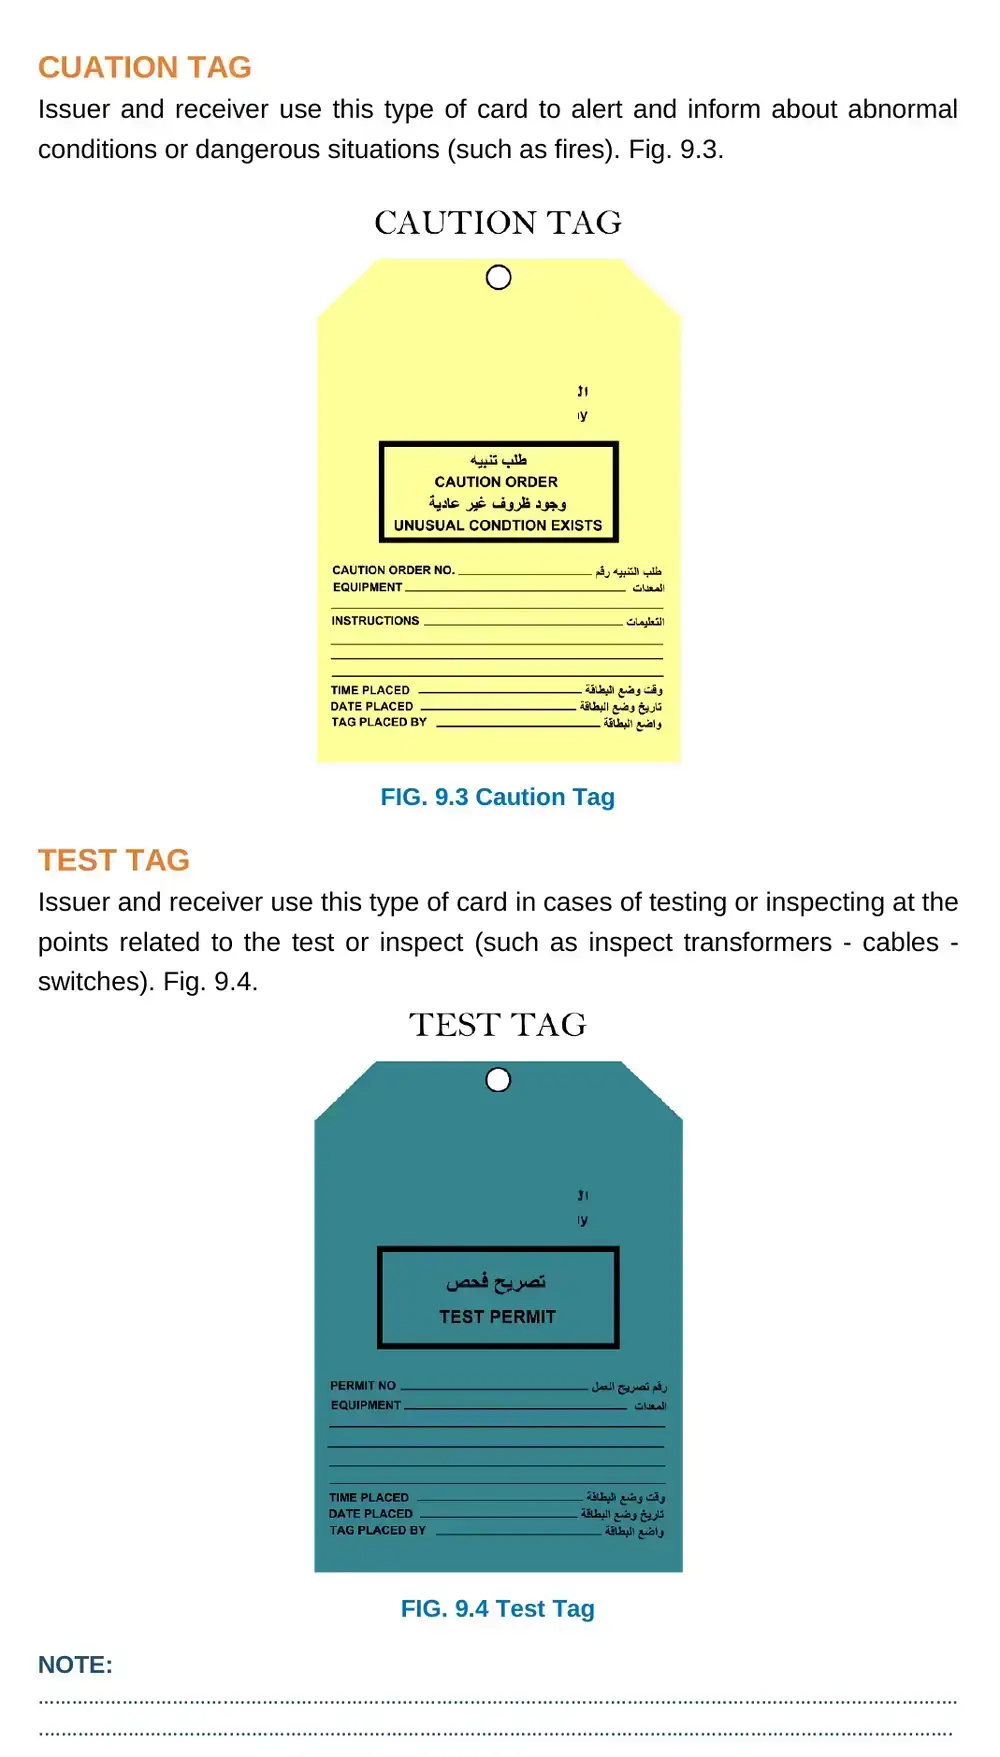 CUATION TAG
Issuer and receiver use this type of card to alert and inform about abnormal
conditions or dangerous situations (such as fires). Fig. 9.3.
CAUTION TAG
ال
ny
طلب تنبيه
CAUTION ORDER
وجود ظروف غير عادية
UNUSUAL CONDTION EXISTS
CAUTION ORDER NO. طلب التنبيه رقم
EQUIPMENT المعدات
INSTRUCTIONS التعليمات
TIME PLACED وقت وضع البطاقة
DATE PLACED تاريخ وضع البطاقة
TAG PLACED BY واضع البطاقة
FIG. 9.3 Caution Tag
TEST TAG
Issuer and receiver use this type of card in cases of testing or inspecting at the
points related to the test or inspect (such as inspect transformers - cables -
switches). Fig. 9.4.
TEST TAG
ال
ny
تصريح فحص
TEST PERMIT
PERMIT NO رقم تصريح العمل
EQUIPMENT المعدات
TIME PLACED وقت وضع البطاقة
DATE PLACED تاريخ وضع البطاقة
TAG PLACED BY واضع البطاقة
FIG. 9.4 Test Tag
NOTE: